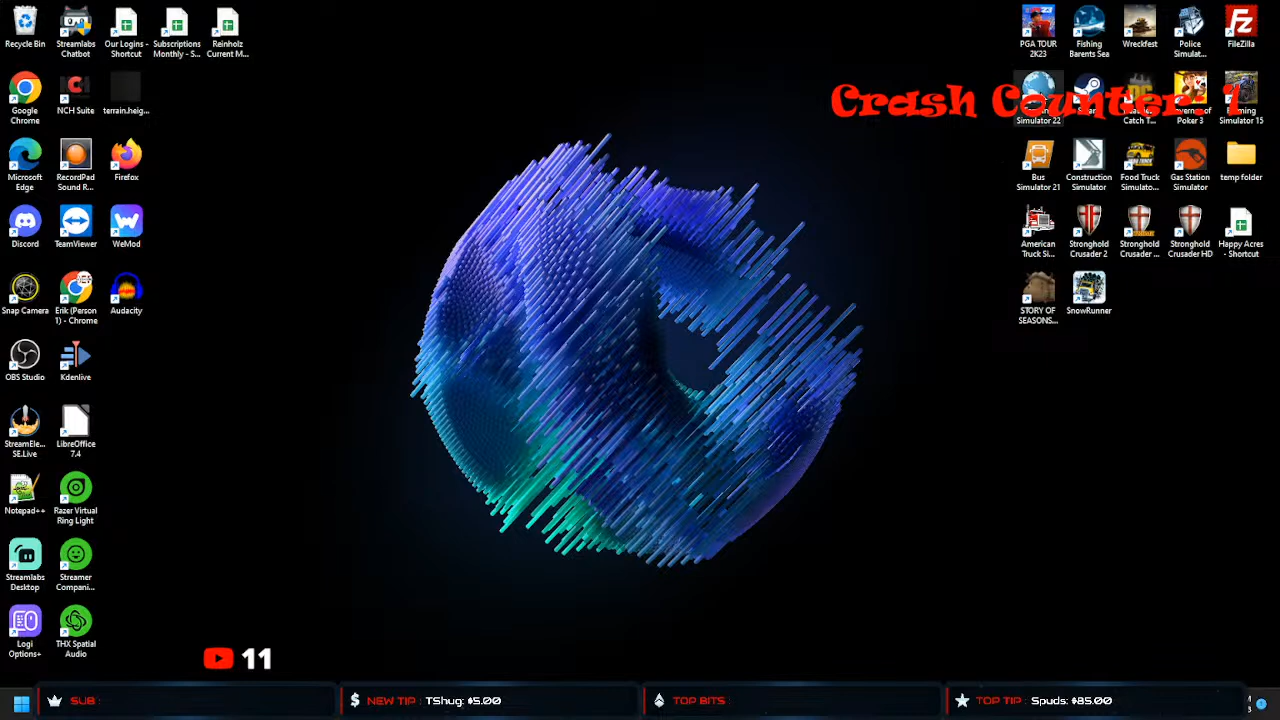 Recycle Bin
Streamlabs
Chatbot
Our Logins -
Shortcut
Subscriptions
Monthly - S...
Reinholz
Current M...
PGA TOUR
2K23
Fishing
Barents Sea
Wreckfest
Police
Simulat...
FileZilla
Google
Chrome
NCH Suite
terrain.heig...
Crash Counter: 1
Simulator 22
Catch T...
Poker 3
Simulator 15
Microsoft
Edge
RecordPad
Sound R...
Firefox
Bus
Simulator 21
Construction
Simulator
Food Truck
Simulato...
Gas Station
Simulator
temp folder
Discord
TeamViewer
WeMod
American
Truck Si...
Stronghold
Crusader 2
Stronghold
Crusader ...
Stronghold
Crusader HD
Happy Acres
- Shortcut
Snap Camera
Erik (Person
1) - Chrome
Audacity
STORY OF
SEASONS...
SnowRunner
OBS Studio
Kdenlive
StreamEle...
SE.Live
LibreOffice
7.4
Notepad++
Razer Virtual
Ring Light
Streamlabs
Desktop
Streamer
Compani...
Logi
Options+
THX Spatial
Audio
11
SUB :
NEW TIP : TShug: $5.00
TOP BITS :
TOP TIP : Spuds: $85.00